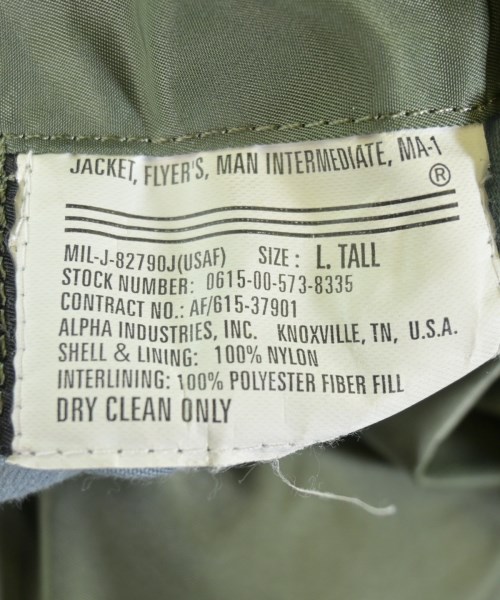 JACKET, FLYER'S, MAN INTERMEDIATE, MA-1
®
MIL-J-82790J(USAF) SIZE: L. TALL
STOCK NUMBER: 0615-00-573-8335
CONTRACT NO.: AF/615-37901
ALPHA INDUSTRIES, INC. KNOXVILLE, TN, U.S.A.
SHELL & LINING: 100% NYLON
INTERLINING: 100% POLYESTER FIBER FILL
DRY CLEAN ONLY